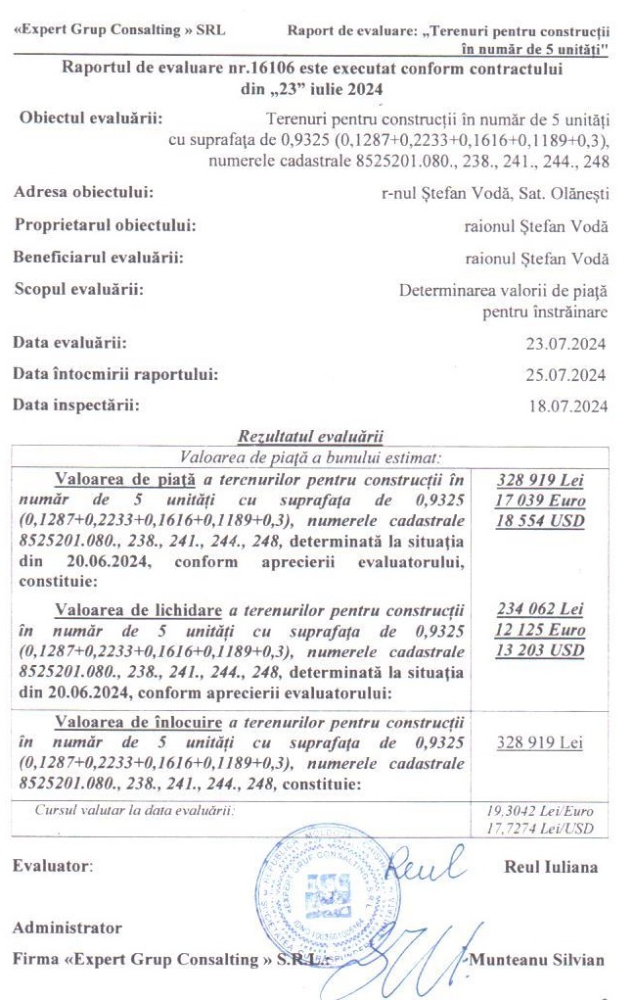 «Expert Grup Consalting » SRL Raport de evaluare: „Terenuri pentru construcții
în număr de 5 unități"
Raportul de evaluare nr.16106 este executat conform contractului
din „23” iulie 2024
Obiectul evaluării: Terenuri pentru construcții în număr de 5 unități
cu suprafața de 0,9325 (0,1287+0,2233+0,1616+0,1189+0,3),
numerele cadastrale 8525201.080., 238., 241., 244., 248
Adresa obiectului: r-nul Ștefan Vodă, Sat. Olănești
Proprietarul obiectului: raionul Ștefan Vodă
Beneficiarul evaluării: raionul Ștefan Vodă
Scopul evaluării: Determinarea valorii de piață
pentru înstrăinare
Data evaluării: 23.07.2024
Data întocmirii raportului: 25.07.2024
Data inspectării: 18.07.2024
Rezultatul evaluării
Valoarea de piață a bunului estimat:
Valoarea de piață a terenurilor pentru construcții în 328 919 Lei
număr de 5 unități cu suprafața de 0,9325 17 039 Euro
(0,1287+0,2233+0,1616+0,1189+0,3), numerele cadastrale 18 554 USD
8525201.080., 238., 241., 244., 248, determinată la situația
din 20.06.2024, conform aprecierii evaluatorului,
constituie:
Valoarea de lichidare a terenurilor pentru construcții 234 062 Lei
în număr de 5 unități cu suprafața de 0,9325 12 125 Euro
(0,1287+0,2233+0,1616+0,1189+0,3), numerele cadastrale 13 203 USD
8525201.080., 238., 241., 244., 248, determinată la situația
din 20.06.2024, conform aprecierii evaluatorului:
Valoarea de înlocuire a terenurilor pentru construcții
în număr de 5 unități cu suprafața de 0,9325 328 919 Lei
(0,1287+0,2233+0,1616+0,1189+0,3), numerele cadastrale
8525201.080., 238., 241., 244., 248, constituie:
Cursul valutar la data evaluării: 19,3042 Lei/Euro
17,7274 Lei/USD
Evaluator: Reul Reul Iuliana
REPUBLICA MOLDOVA
EXPERT GRUP CONSALTING
Administrator
Firma «Expert Grup Consalting » S.R.L.: Munteanu Silvian